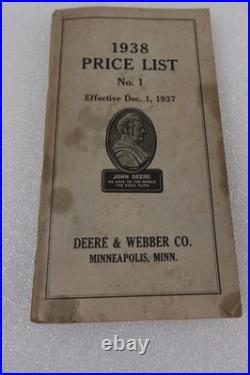 1938
PRICE LIST
No. 1
Effective Dec. 1, 1937
JOHN DEERE
HE GAVE TO THE WORLD
THE STEEL PLOW
DEERE & WEBBER CO.
MINNEAPOLIS, MINN.